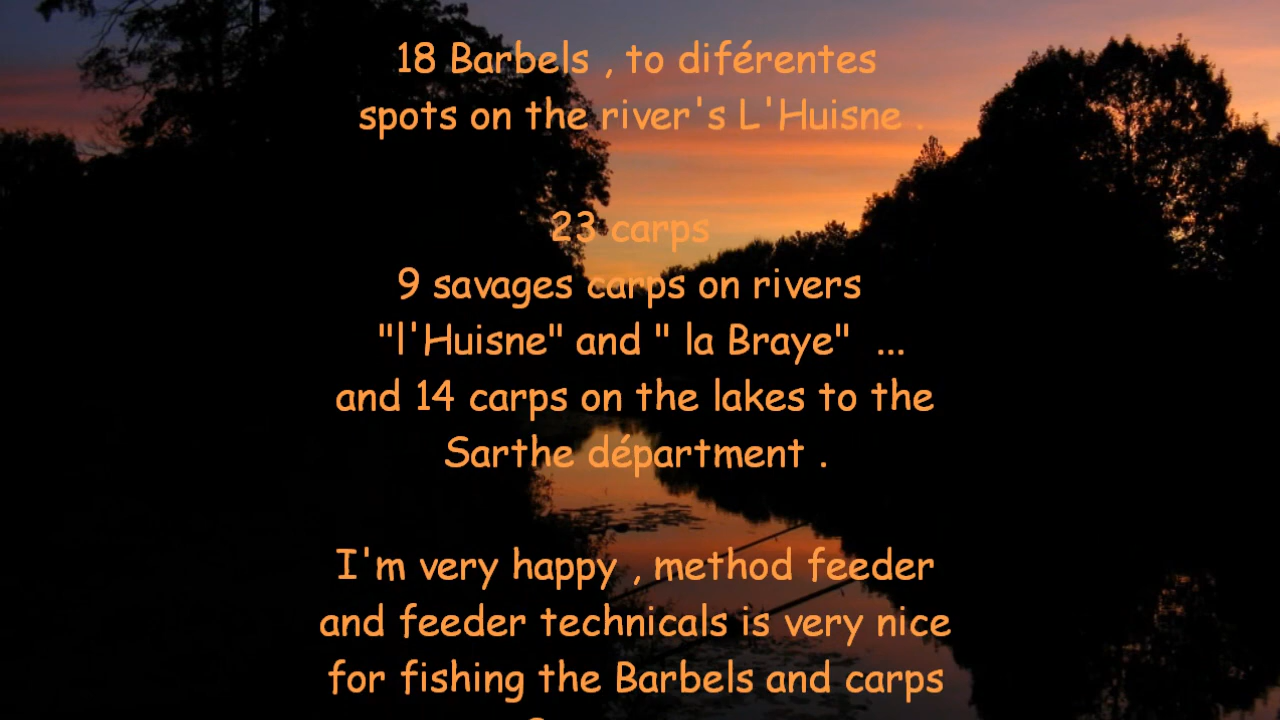 18 Barbels , to diférentes
spots on the river's L'Huisne .
23 carps
9 savages carps on rivers
"l'Huisne" and " la Braye" ...
and 14 carps on the lakes to the
Sarthe départment .
I'm very happy , method feeder
and feeder technicals is very nice
for fishing the Barbels and carps